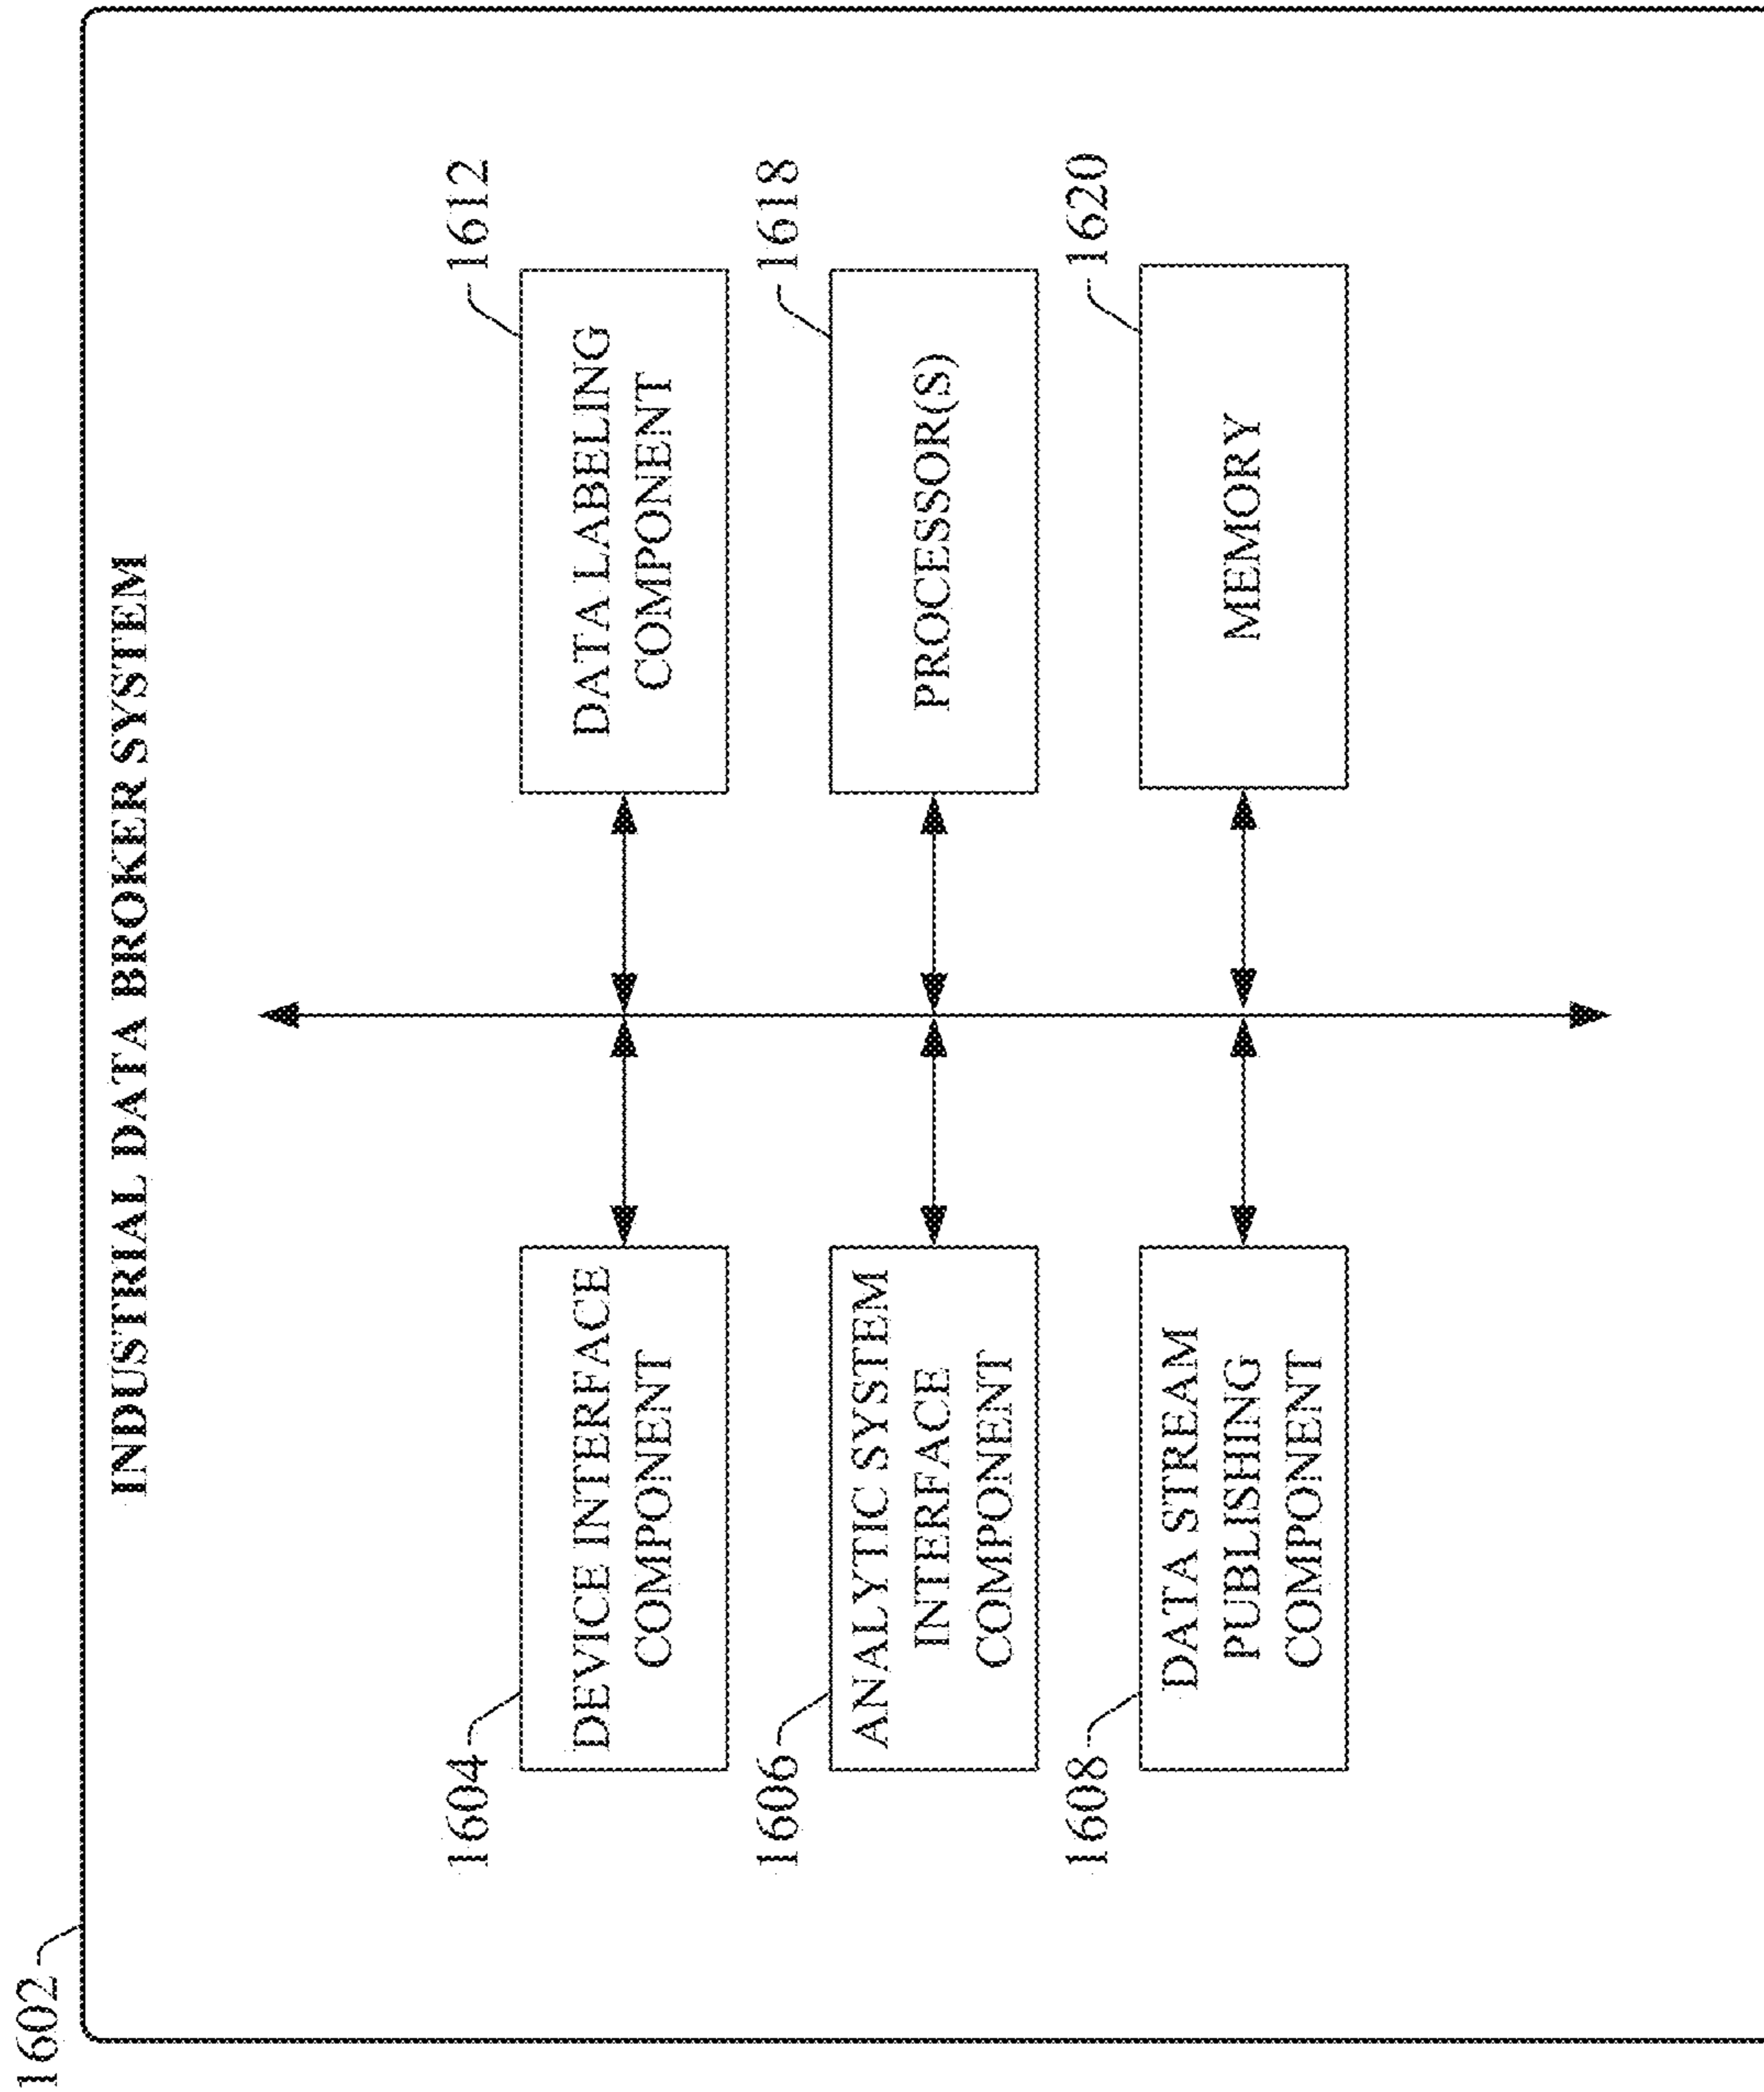 1602
INDUSTRIAL DATA BROKER SYSTEM
1604
DEVICE INTERFACE
COMPONENT
1612
DATA LABELING
COMPONENT
1606
ANALYTIC SYSTEM
INTERFACE
COMPONENT
1618
PROCESSOR(S)
1608
DATA STREAM
PUBLISHING
COMPONENT
1620
MEMORY